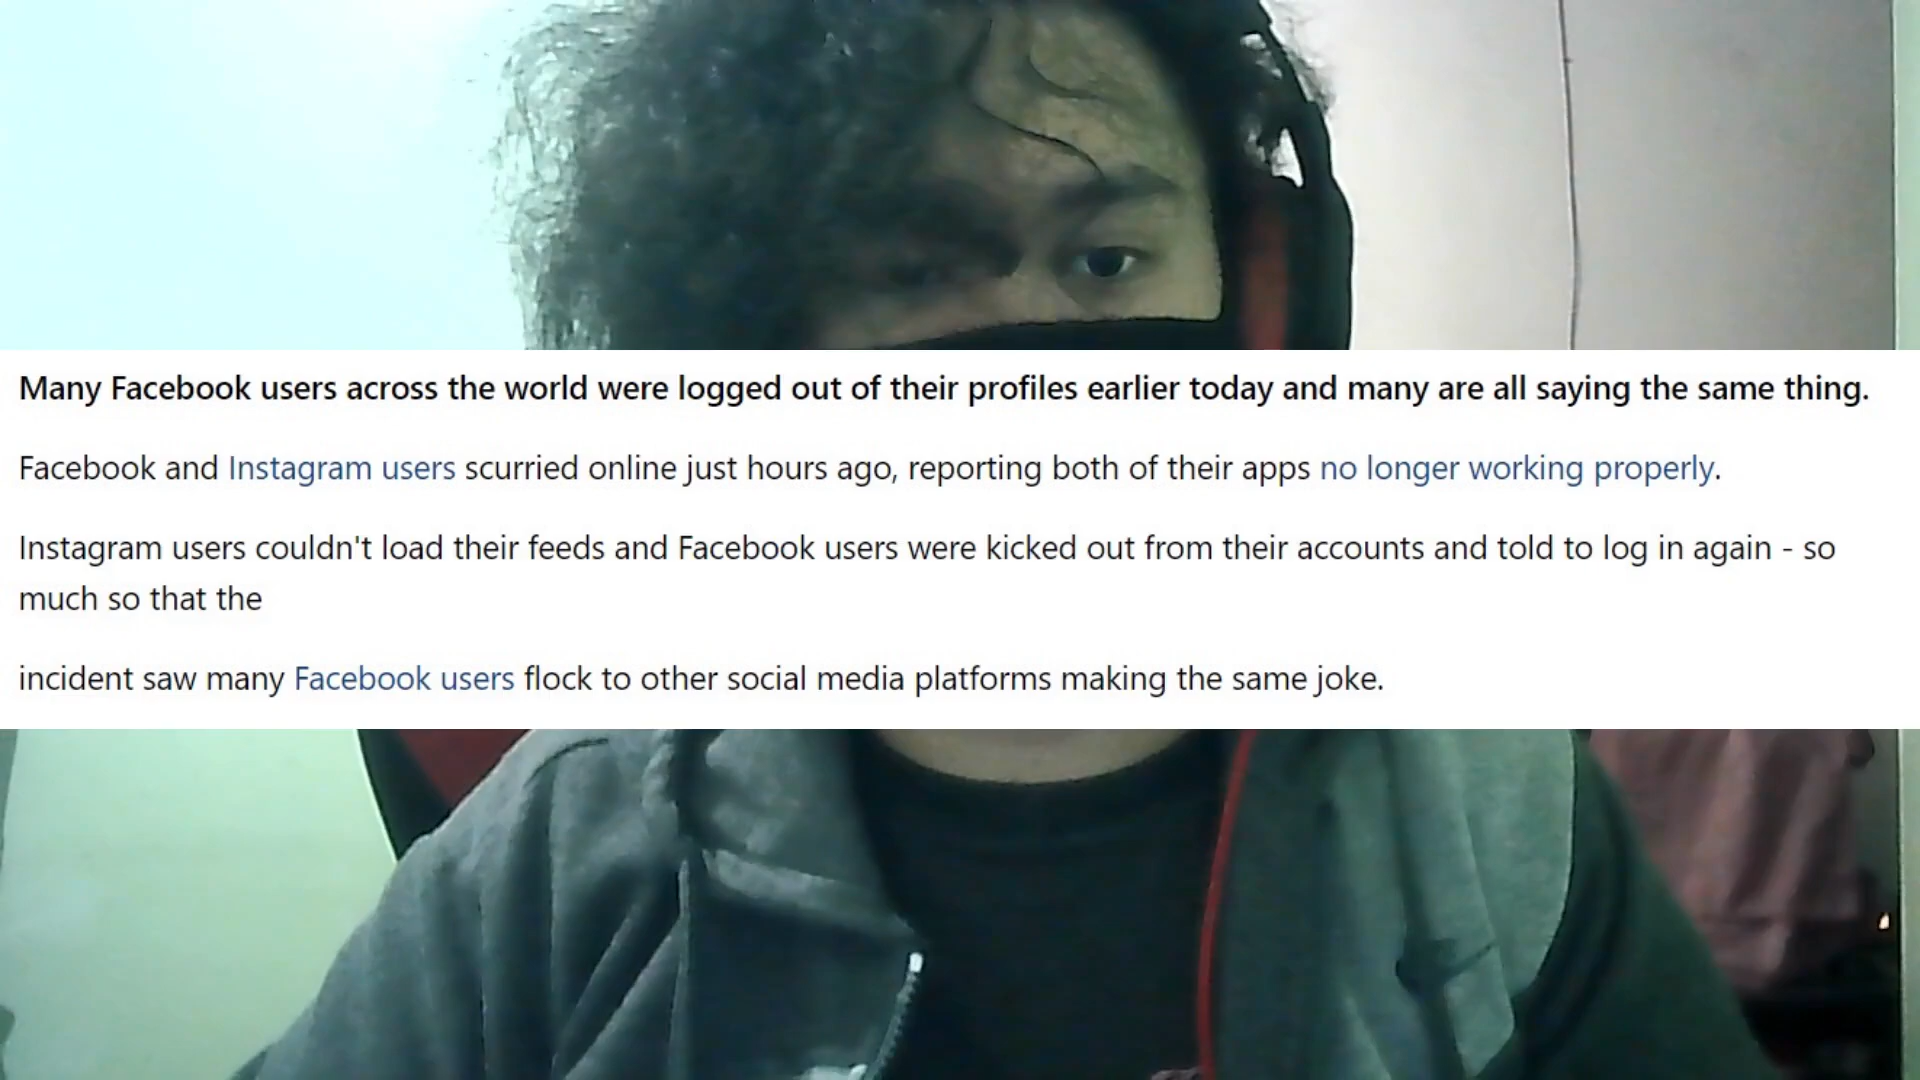 Many Facebook users across the world were logged out of their profiles earlier today and many are all saying the same thing.
Facebook and Instagram users scurried online just hours ago, reporting both of their apps no longer working properly.
Instagram users couldn't load their feeds and Facebook users were kicked out from their accounts and told to log in again - so
much so that the
incident saw many Facebook users flock to other social media platforms making the same joke.